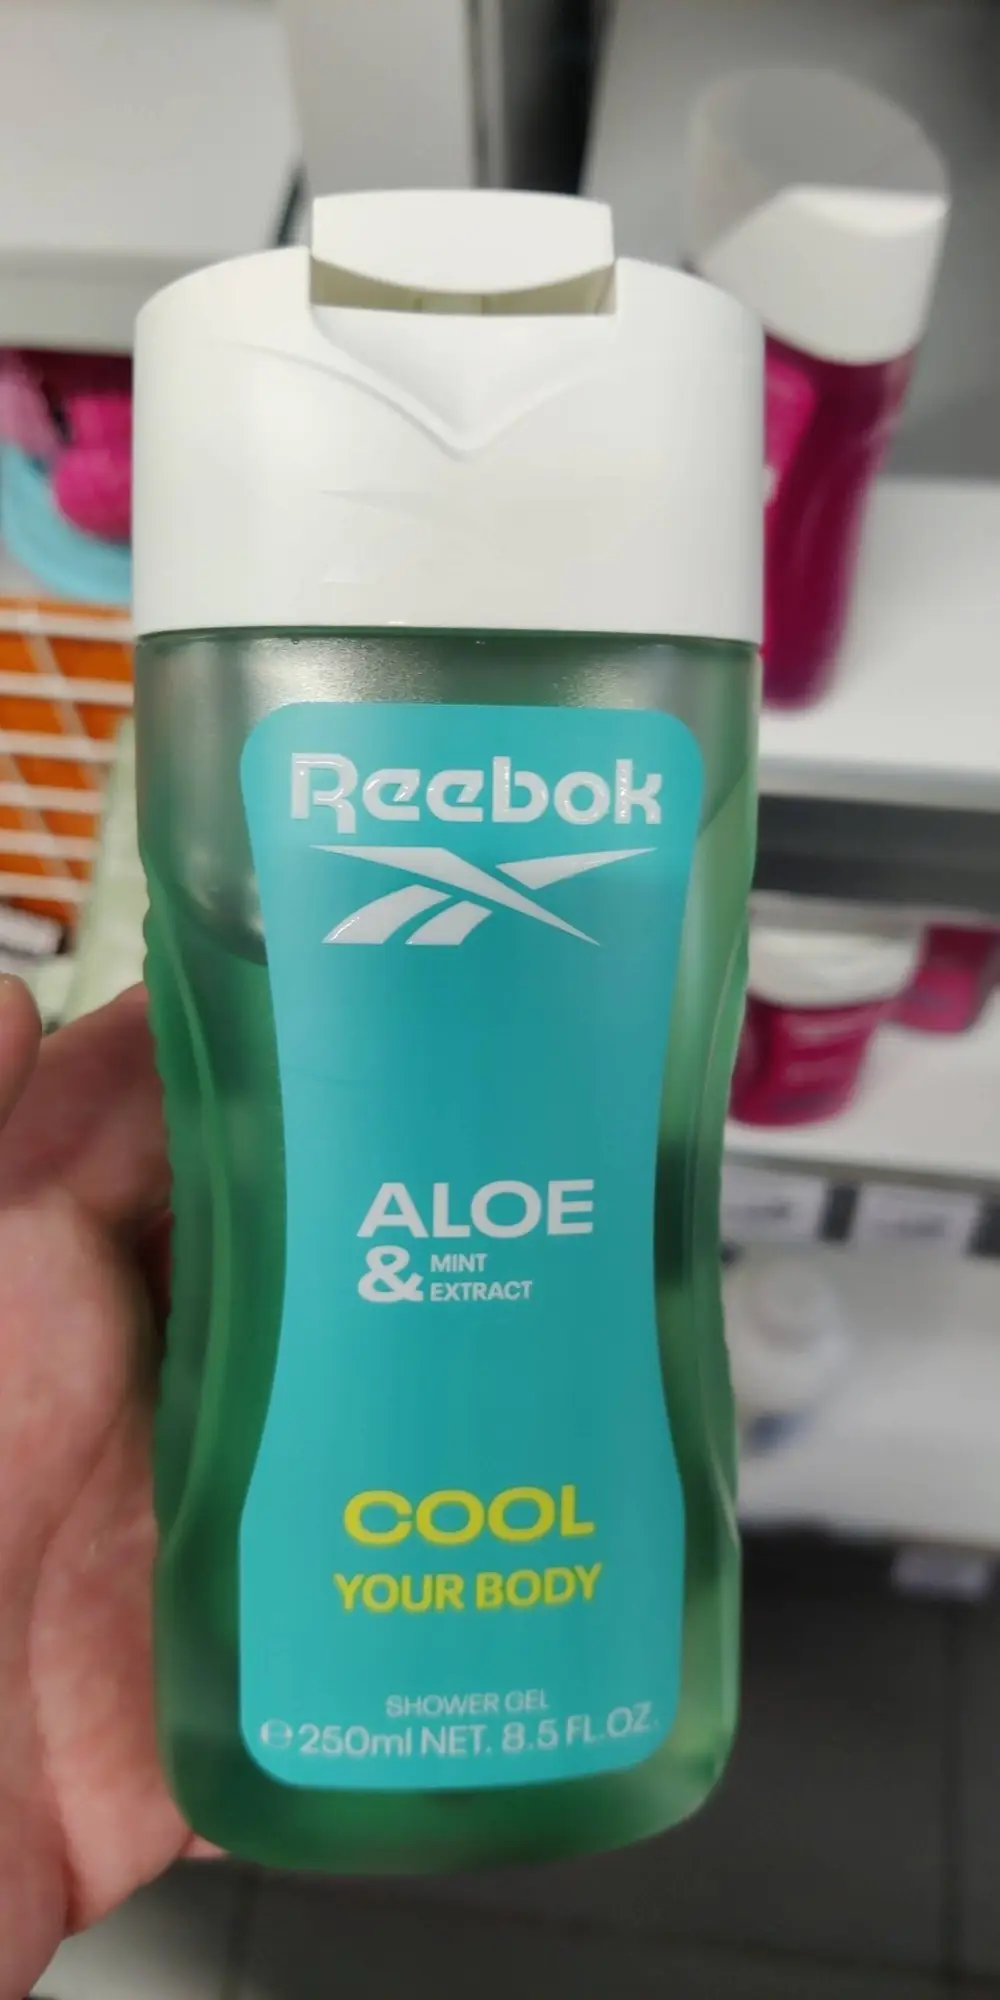 Reebok
ALOE
& MINT
EXTRACT
COOL
YOUR BODY
SHOWER GEL
℮ 250ml NET. 8.5 FL.OZ.